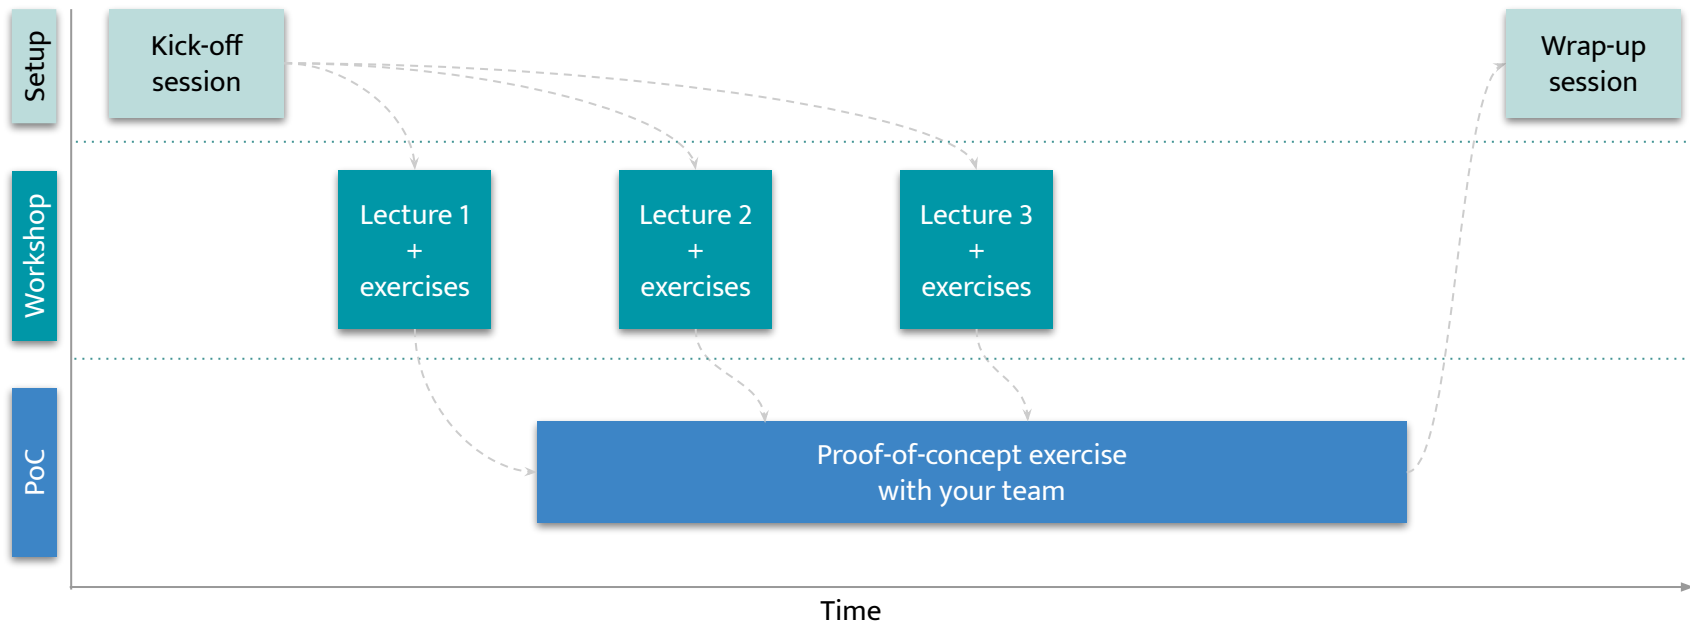 Setup
Kick-off
session
Wrap-up
session
Workshop
Lecture 1
+
exercises
Lecture 2
+
exercises
Lecture 3
+
exercises
PoC
Proof-of-concept exercise
with your team
Time